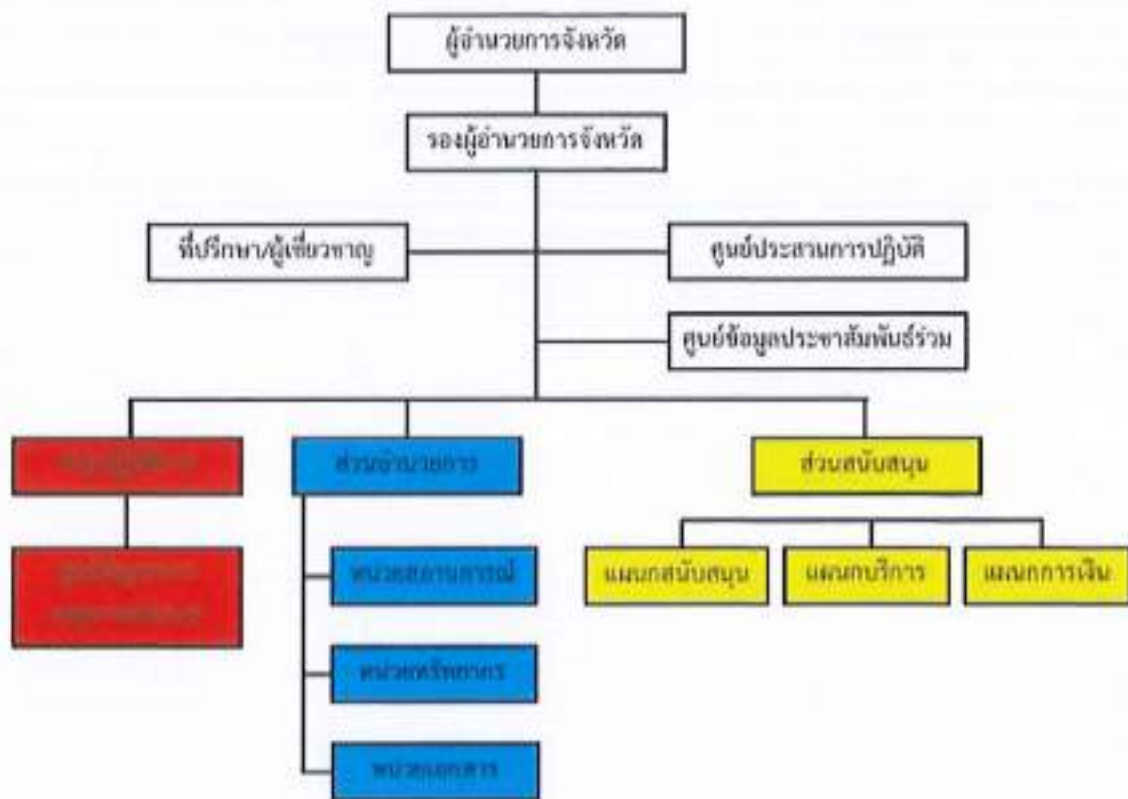 ผู้อำนวยการจังหวัด
รองผู้อำนวยการจังหวัด
ที่ปรึกษา/ผู้เชี่ยวชาญ
ศูนย์ประสานการปฏิบัติ
ศูนย์ข้อมูลประชาสัมพันธ์ร่วม
ส่วนอำนวยการ
ส่วนสนับสนุน
แผนกสนับสนุน
แผนกบริการ
แผนกการเงิน
หน่วยสถานการณ์
หน่วยทรัพยากร
หน่วยเอกสาร